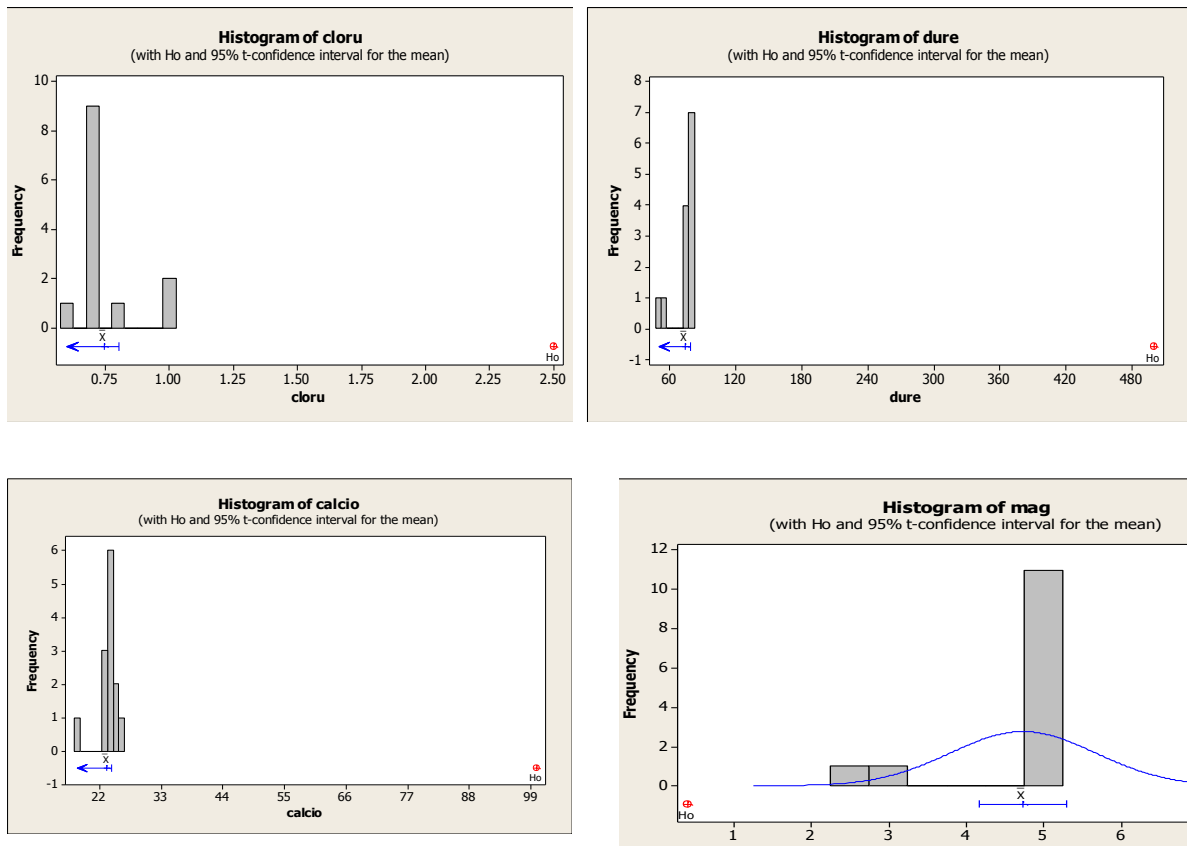 Histogram of cloru
(with Ho and 95% t-confidence interval for the mean)
Frequency
10
8
6
4
2
0
X
Ho
0.75 1.00 1.25 1.50 1.75 2.00 2.25 2.50
cloru
Histogram of dure
(with Ho and 95% t-confidence interval for the mean)
Frequency
8
7
6
5
4
3
2
1
0
-1
X
Ho
60 120 180 240 300 360 420 480
dure
Histogram of calcio
(with Ho and 95% t-confidence interval for the mean)
Frequency
6
5
4
3
2
1
0
-1
X
Ho
22 33 44 55 66 77 88 99
calcio
Histogram of mag
(with Ho and 95% t-confidence interval for the mean)
Frequency
12
10
8
6
4
2
0
X
Ho
1 2 3 4 5 6